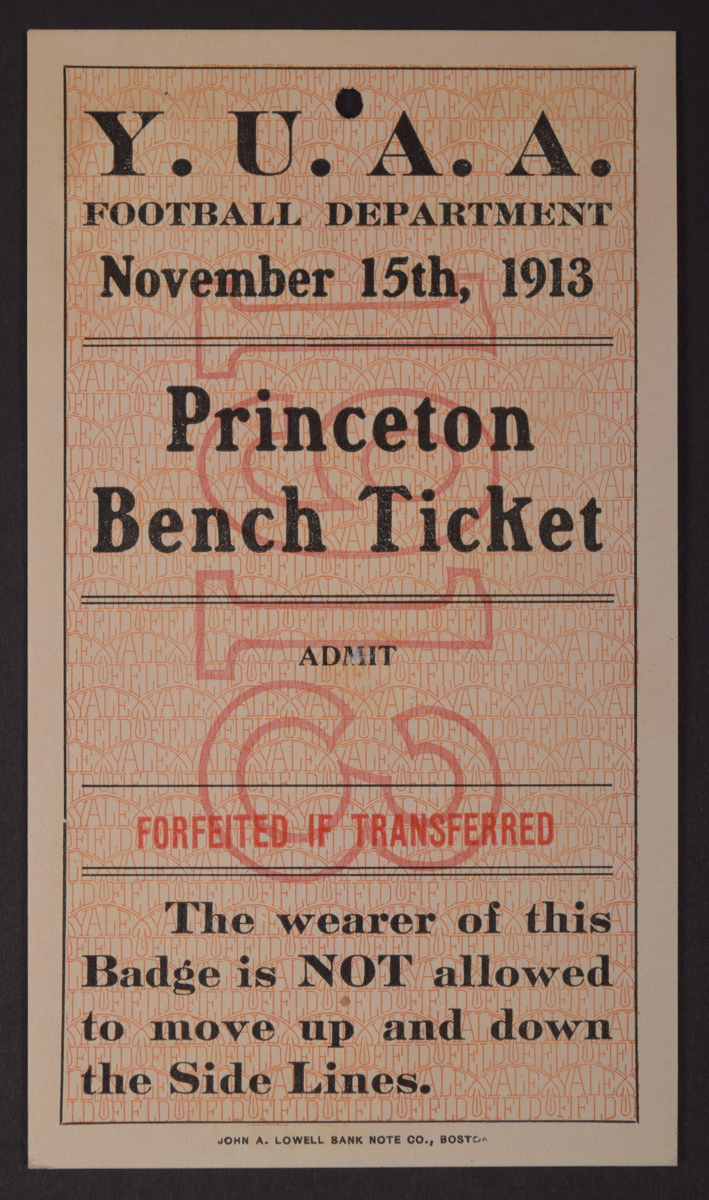 Y. U. A. A.
FOOTBALL DEPARTMENT
November 15th, 1913
Princeton
Bench Ticket
ADMIT
1913
FORFEITED IF TRANSFERRED
The wearer of this
Badge is NOT allowed
to move up and down
the Side Lines.
JOHN A. LOWELL BANK NOTE CO., BOSTON